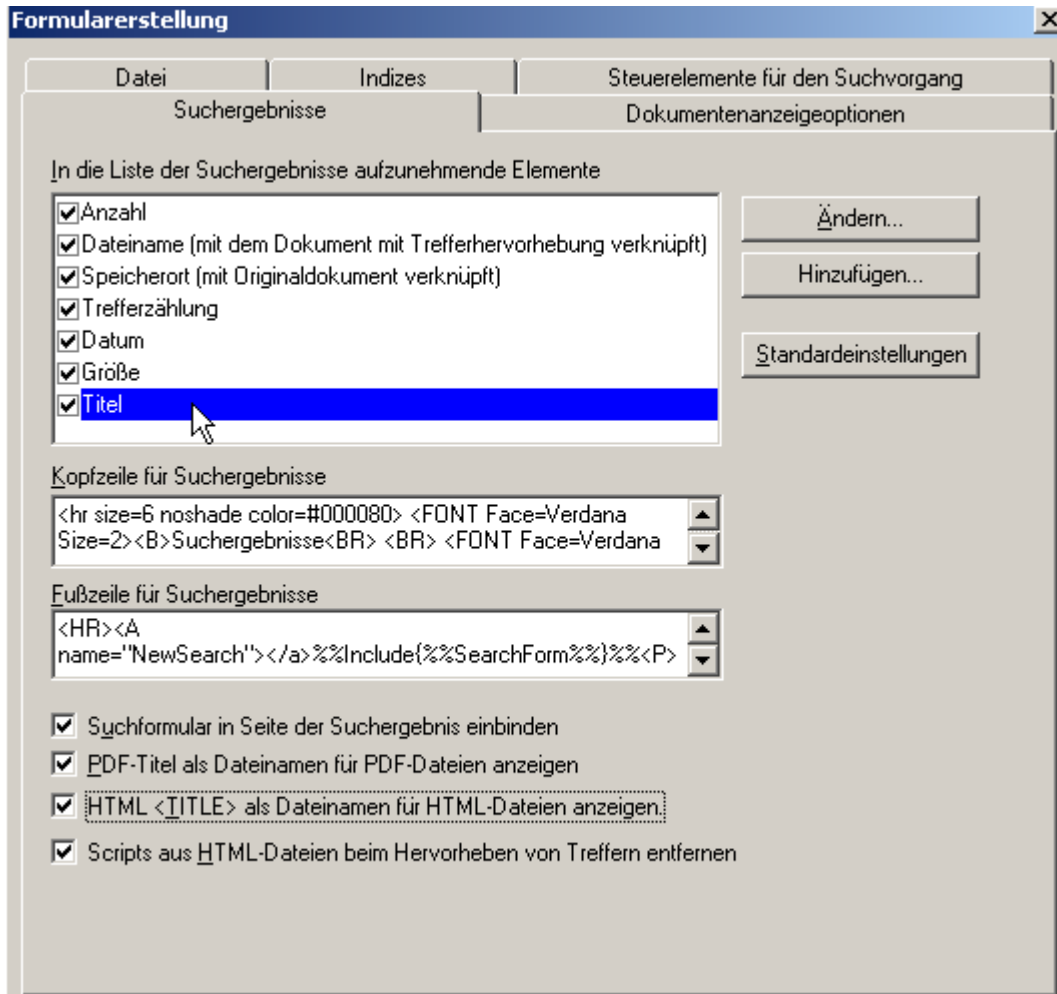 Formularerstellung
Datei
Indizes
Steuerelemente für den Suchvorgang
Suchergebnisse
Dokumentenanzeigeoptionen
In die Liste der Suchergebnisse aufzunehmende Elemente
Anzahl
Dateiname (mit dem Dokument mit Trefferhervorhebung verknüpft)
Speicherort (mit Originaldokument verknüpft)
Trefferzählung
Datum
Größe
Titel
Ändern...
Hinzufügen...
Standardeinstellungen
Kopfzeile für Suchergebnisse
<hr size=6 noshade color=#000080> <FONT Face=Verdana
Size=2><B>Suchergebnisse<BR> <BR> <FONT Face=Verdana
Fußzeile für Suchergebnisse
<HR><A
name="NewSearch"></a>%%Include{%%SearchForm%%}%%<P>
Suchformular in Seite der Suchergebnis einbinden
PDF-Titel als Dateinamen für PDF-Dateien anzeigen
HTML <TITLE> als Dateinamen für HTML-Dateien anzeigen.
Scripts aus HTML-Dateien beim Hervorheben von Treffern entfernen